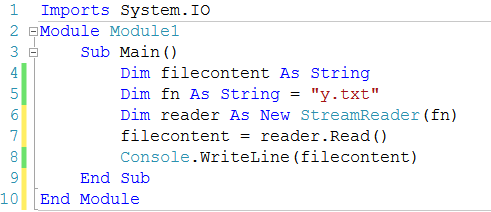 1 Imports System.IO
2 Module Module1
3 Sub Main()
4 Dim filecontent As String
5 Dim fn As String = "y.txt"
6 Dim reader As New StreamReader(fn)
7 filecontent = reader.Read()
8 Console.WriteLine(filecontent)
9 End Sub
10 End Module